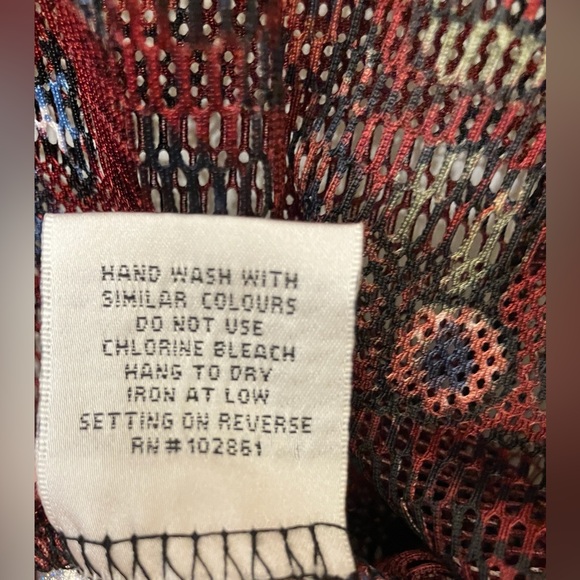 HAND WASH WITH
SIMILAR COLOURS
DO NOT USE
CHLORINE BLEACH
HANG TO DRY
IRON AT LOW
SETTING ON REVERSE
RN#102861